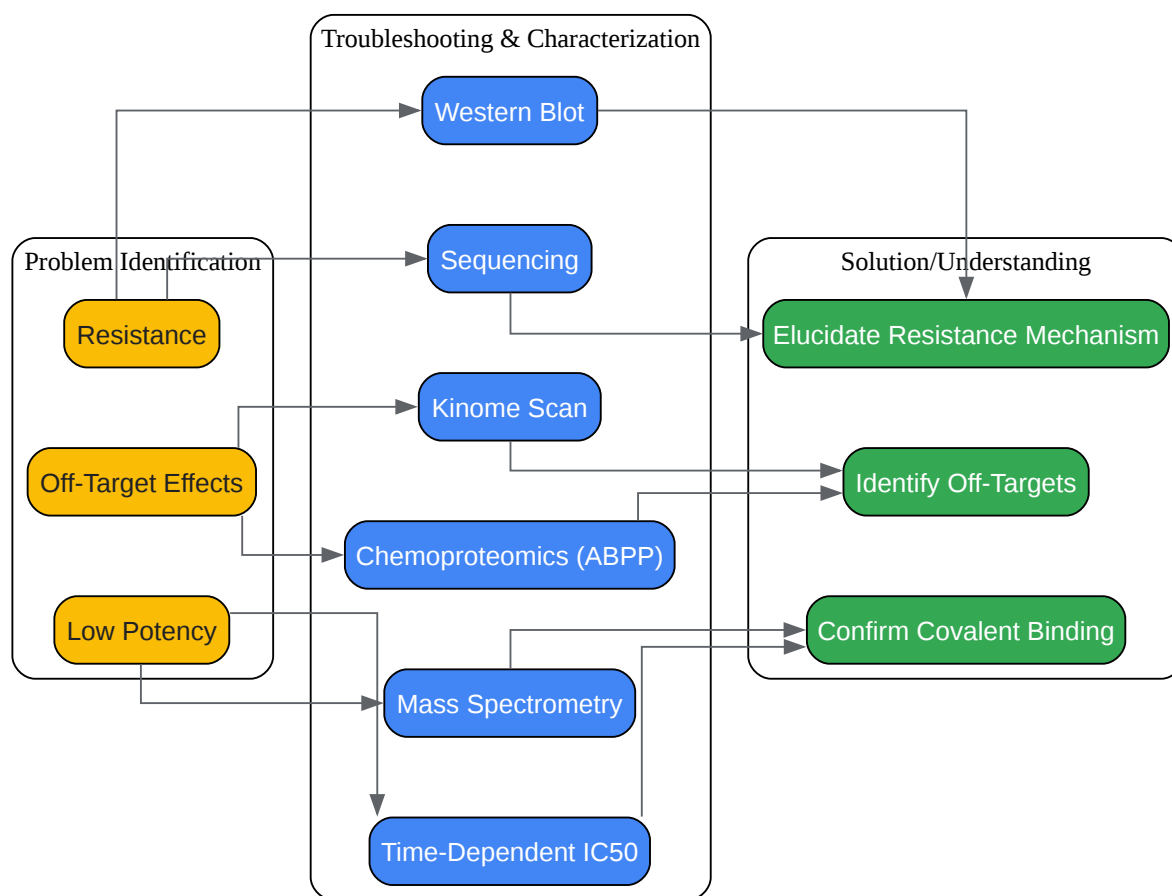 Troubleshooting & Characterization
Western Blot
Problem Identification
Sequencing
Solution/Understanding
Resistance
Elucidate Resistance Mechanism
Kinome Scan
Off-Target Effects
Identify Off-Targets
Chemoproteomics (ABPP)
Low Potency
Confirm Covalent Binding
Mass Spectrometry
Time-Dependent IC50